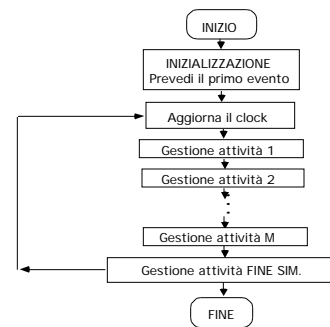 INIZIO
INIZIALIZZAZIONE
Prevedi il primo evento
Aggiorna il clock
Gestione attività 1
Gestione attività 2
Gestione attività M
Gestione attività FINE SIM.
FINE